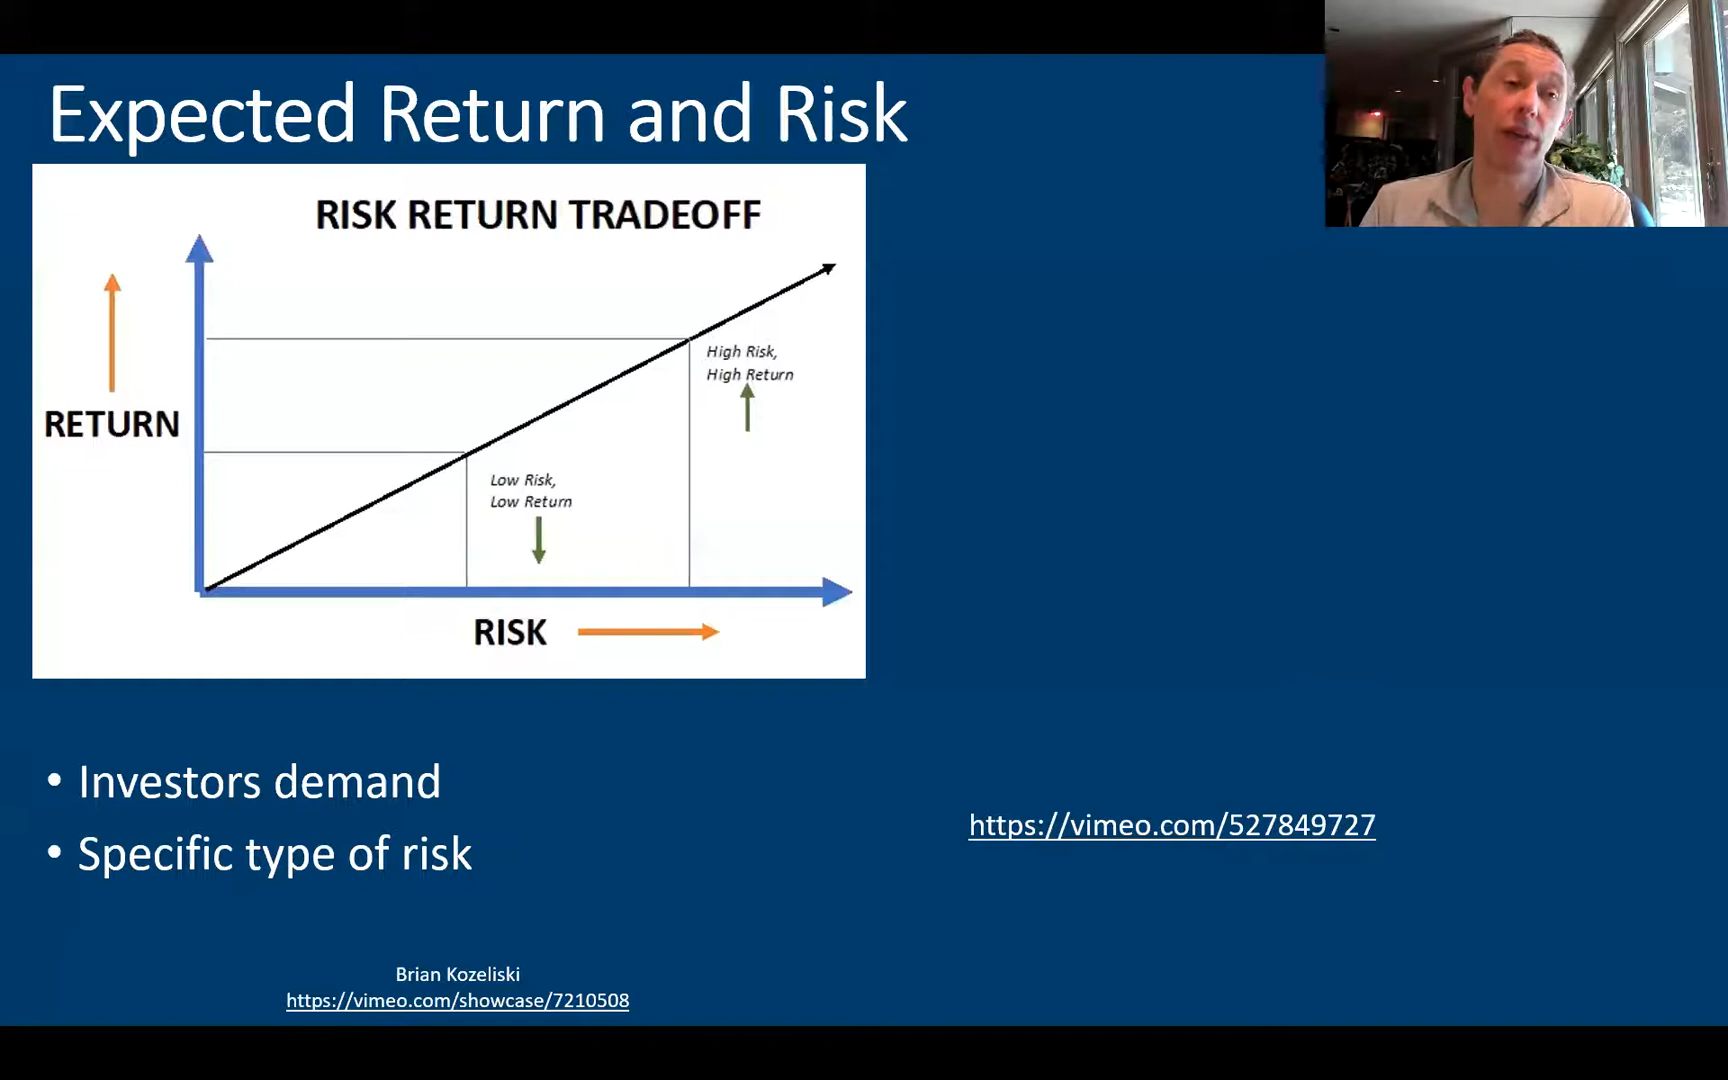 Expected Return and Risk
RISK RETURN TRADEOFF
High Risk,
High Return
RETURN
Low Risk,
Low Return
RISK
• Investors demand
• Specific type of risk
https://vimeo.com/527849727
Brian Kozeliski
https://vimeo.com/showcase/7210508